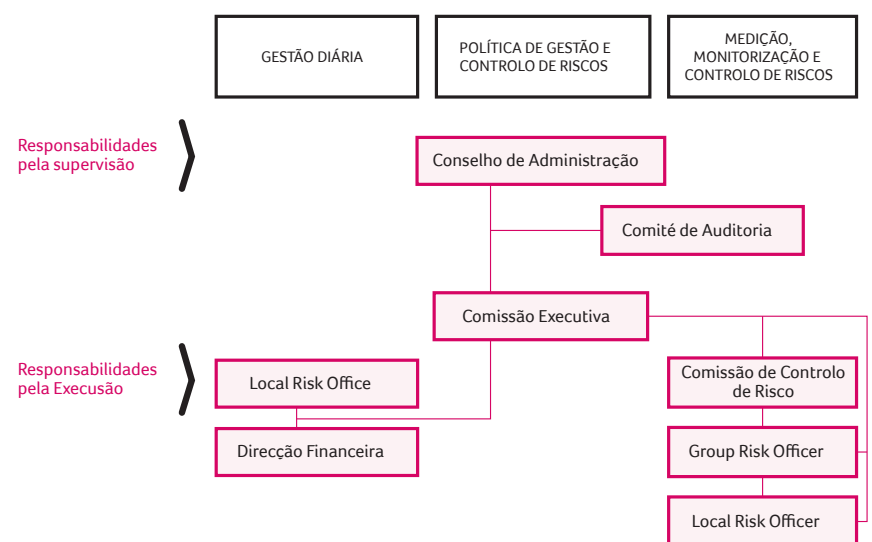 GESTÃO DIÁRIA
POLÍTICA DE GESTÃO E
CONTROLO DE RISCOS
MEDIÇÃO,
MONITORIZAÇÃO E
CONTROLO DE RISCOS
Responsabilidades
pela supervisão
Conselho de Administração
Comité de Auditoria
Comissão Executiva
Responsabilidades
pela Execusão
Local Risk Office
Comissão de Controlo
de Risco
Direcção Financeira
Group Risk Officer
Local Risk Officer